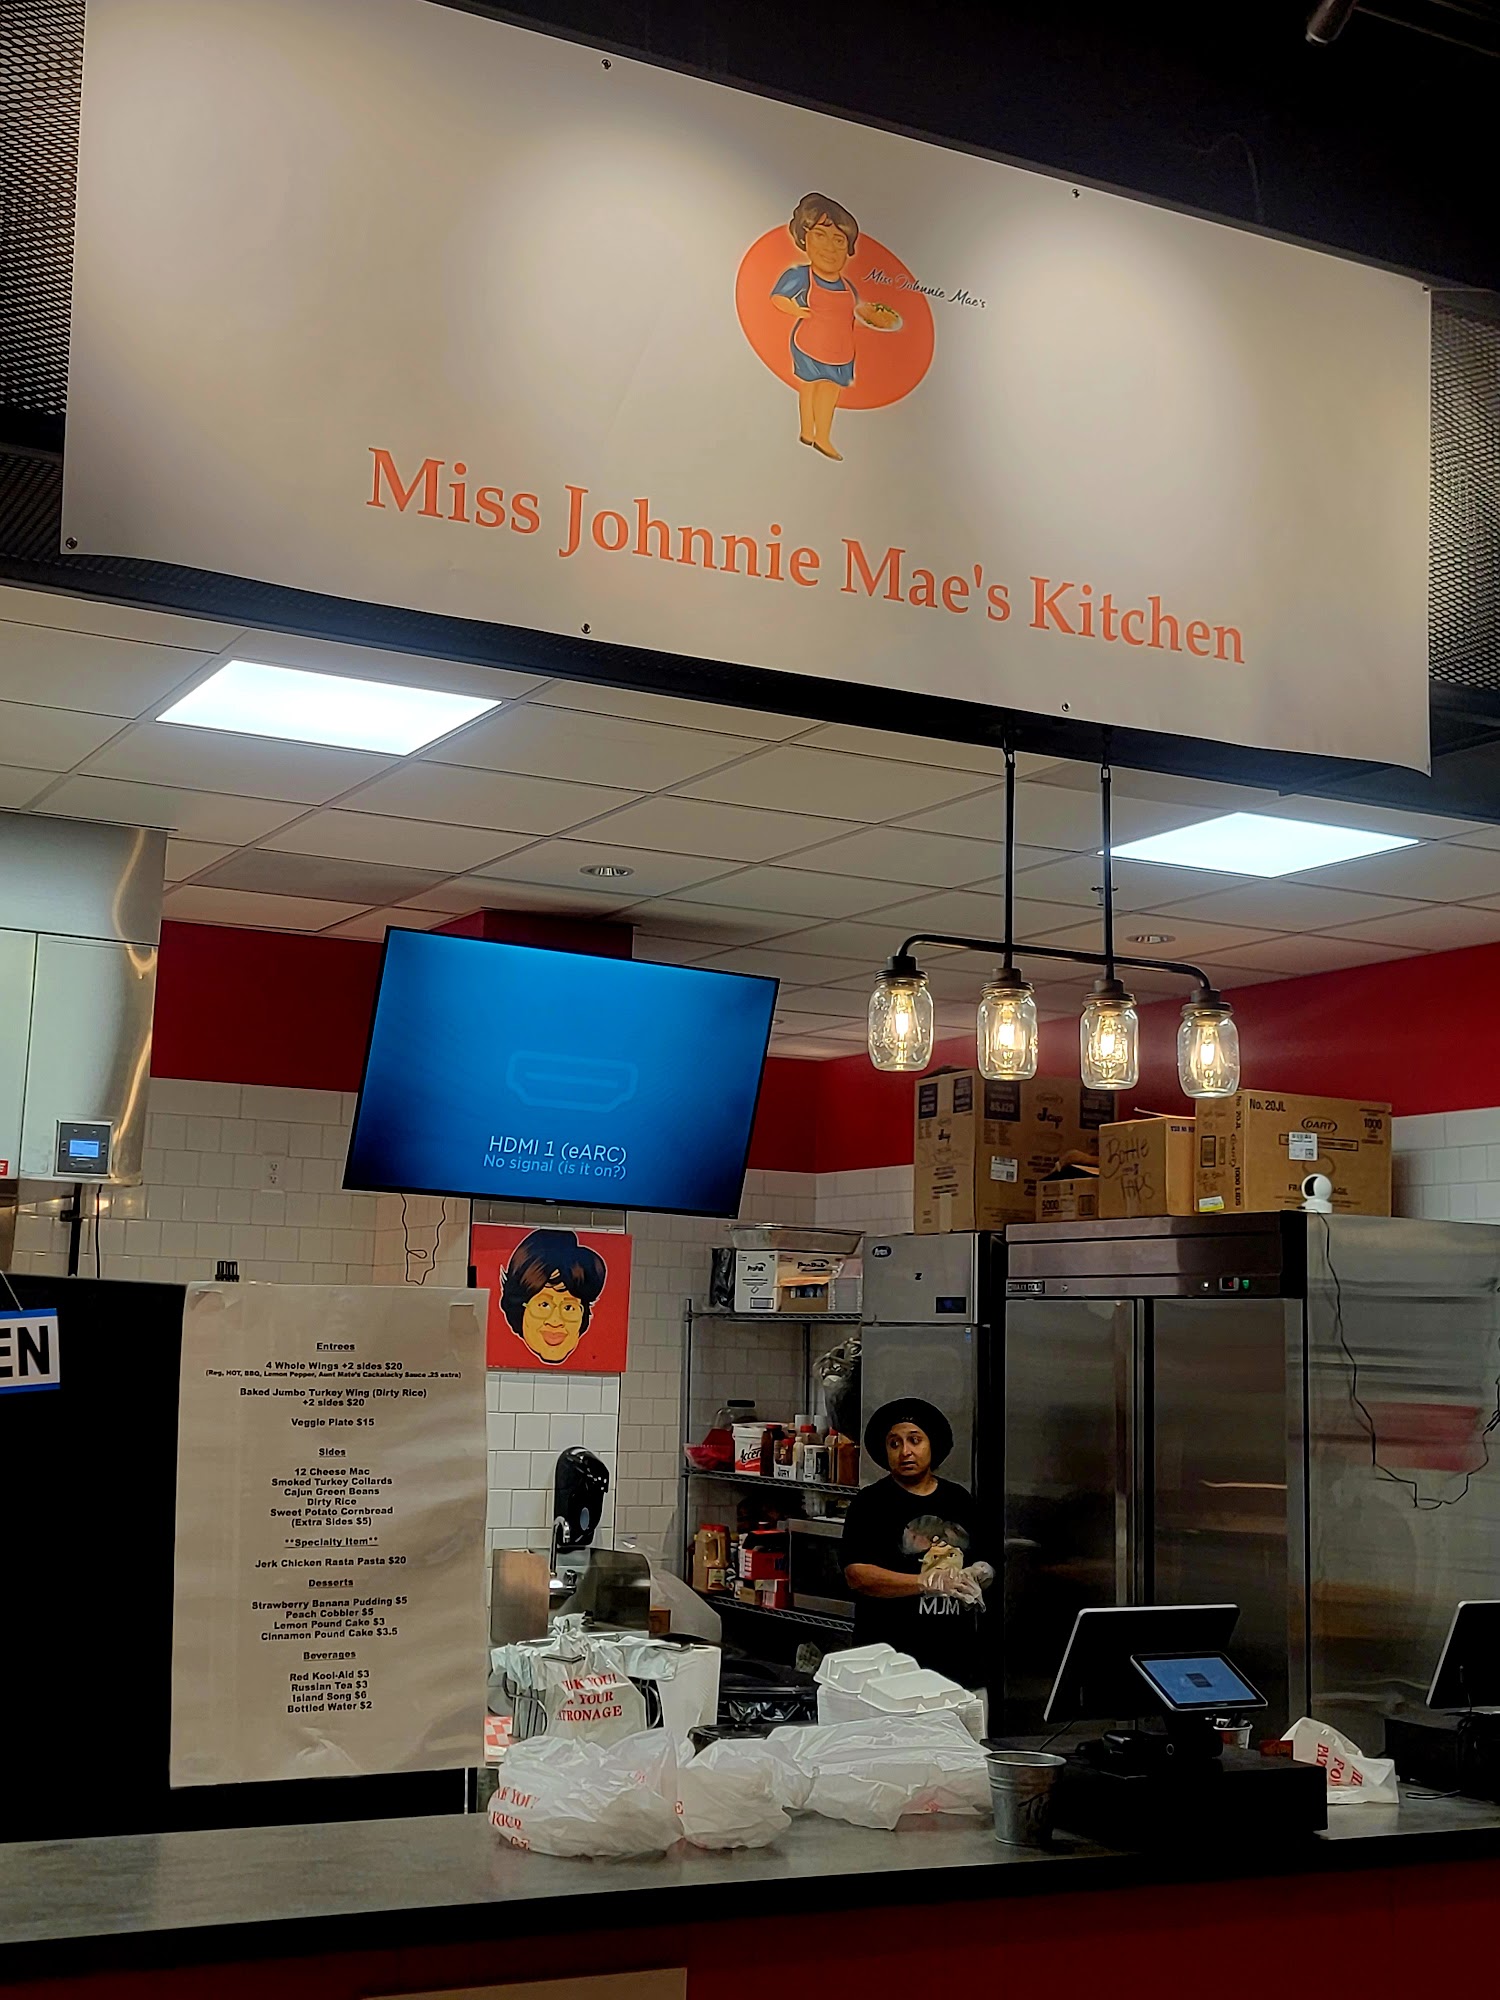 Miss Johnnie Mae's
Miss Johnnie Mae's Kitchen
HDMI 1 (eARC)
No signal (is it on?)
No. 20JL
DART
1000
Bottle
TOPS
5000
EN
Entrees
4 Whole Wings +2 sides $20
(Reg, HOT, BBQ, Lemon Pepper, Aunt Mate's Cackalacky Sauce .25 extra)
Baked Jumbo Turkey Wing (Dirty Rice)
+2 sides $20
Veggie Plate $15
Sides
12 Cheese Mac
Smoked Turkey Collards
Cajun Green Beans
Dirty Rice
Sweet Potato Cornbread
(Extra Sides $5)
**Specialty Item**
Jerk Chicken Rasta Pasta $20
Desserts
Strawberry Banana Pudding $5
Peach Cobbler $5
Lemon Pound Cake $3
Cinnamon Pound Cake $3.5
Beverages
Red Kool-Aid $3
Russian Tea $3
Island Song $6
Bottled Water $2
MJM
YOUR